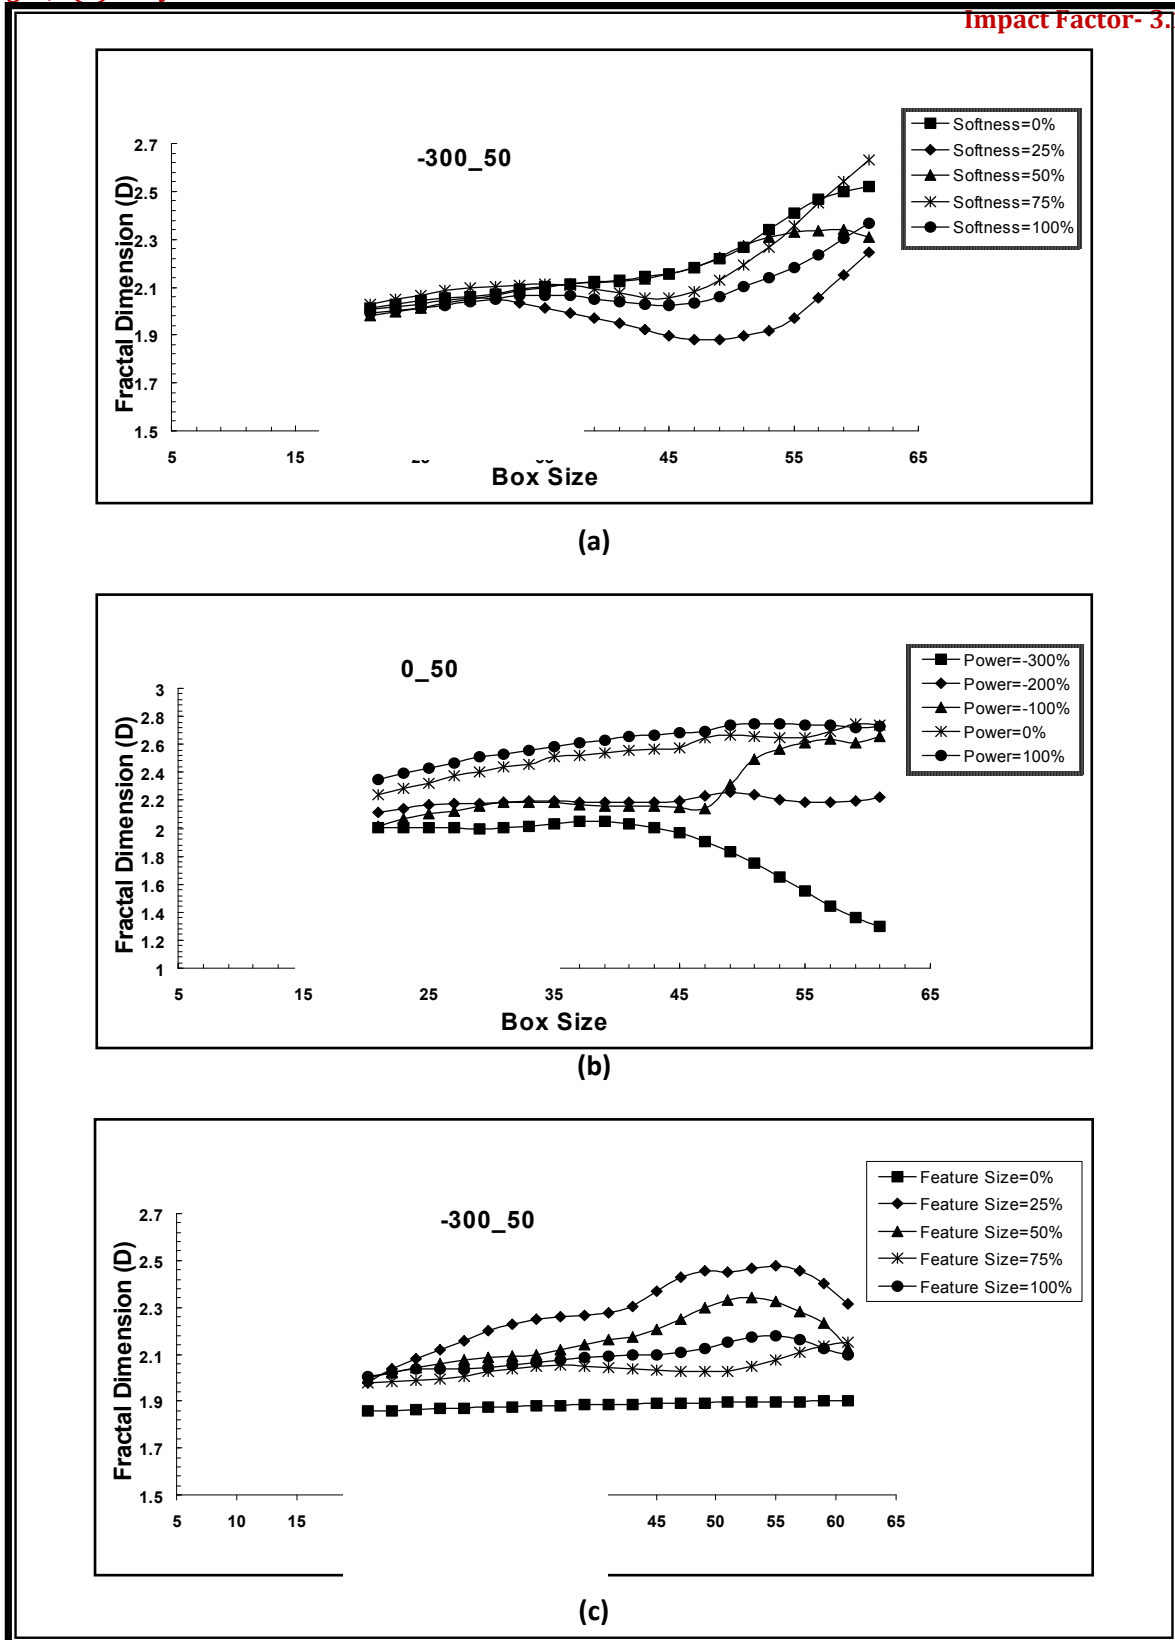 Impact Factor- 3.
-300_50
Softness=0%
Softness=25%
Softness=50%
Softness=75%
Softness=100%
Fractal Dimension (D)
2.7
2.5
2.3
2.1
1.9
1.7
1.5
5 15 45 55 65
Box Size
(a)
0_50
Power=-300%
Power=-200%
Power=-100%
Power=0%
Power=100%
Fractal Dimension (D)
3
2.8
2.6
2.4
2.2
2
1.8
1.6
1.4
1.2
1
5 15 25 35 45 55 65
Box Size
(b)
-300_50
Feature Size=0%
Feature Size=25%
Feature Size=50%
Feature Size=75%
Feature Size=100%
Fractal Dimension (D)
2.7
2.5
2.3
2.1
1.9
1.7
1.5
5 10 15 45 50 55 60 65
(c)